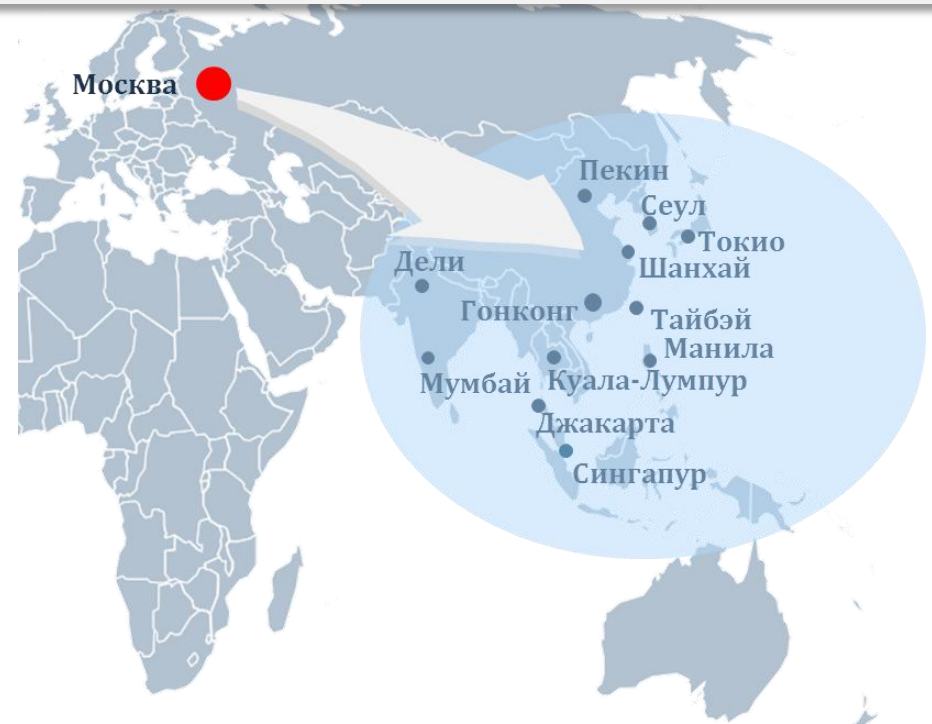 Москва
Пекин
Сеул
Токио
Шанхай
Дели
Гонконг
Тайбэй
Манила
Мумбай
Куала-Лумпур
Джакарта
Сингапур